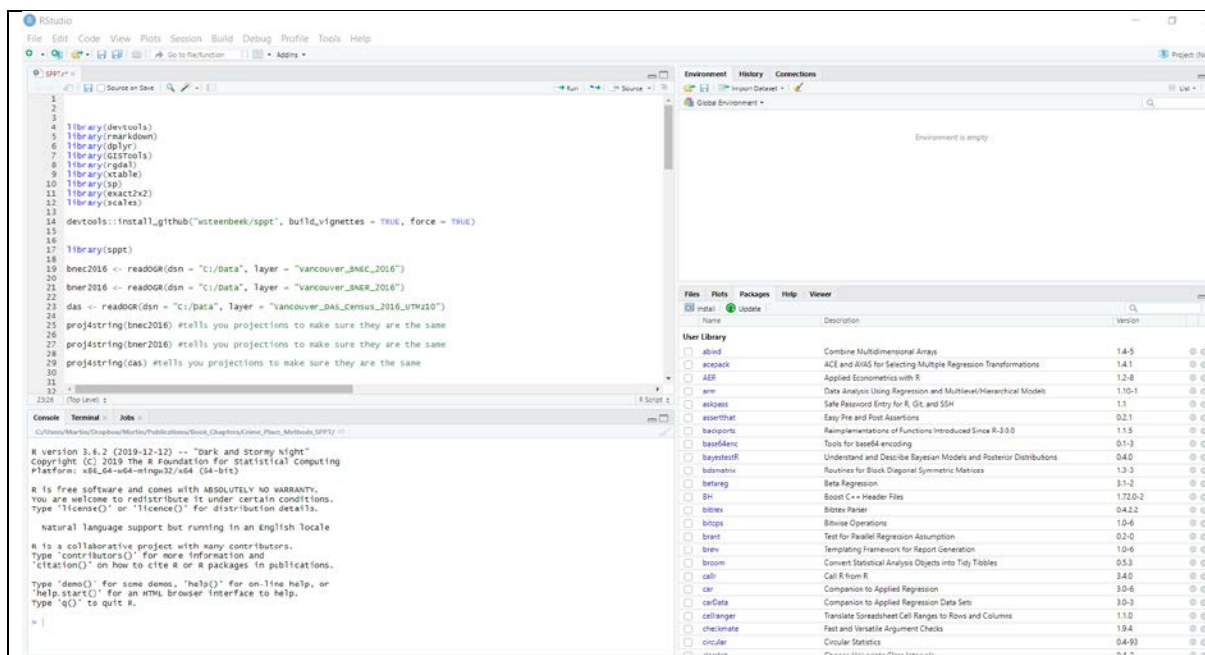 RStudio
File Edit Code View Plots Session Build Debug Profile Tools Help
Go to file/function Addins
Project: (No
SPPT.r*
Source on Save
Run Source
1
2
3
4 library(devtools)
5 library(rmarkdown)
6 library(dplyr)
7 library(GISTools)
8 library(rgdal)
9 library(xtable)
10 library(sp)
11 library(exact2x2)
12 library(scales)
13
14 devtools::install_github("wsteenbeek/sppt", build_vignettes = TRUE, force = TRUE)
15
16
17 library(sppt)
18
19 bnec2016 <- readOGR(dsn = "C:/Data", layer = "Vancouver_BNEC_2016")
20
21 bner2016 <- readOGR(dsn = "C:/Data", layer = "Vancouver_BNER_2016")
22
23 das <- readOGR(dsn = "C:/Data", layer = "Vancouver_DAS_Census_2016_UTMz10")
24
25 proj4string(bnec2016) #tells you projections to make sure they are the same
26
27 proj4string(bner2016) #tells you projections to make sure they are the same
28
29 proj4string(das) #tells you projections to make sure they are the same
30
31
32
23:26 (Top Level) R Script
Console Terminal Jobs
C:/Users/Martin/Dropbox/Martin/Publications/Book_Chapters/Crime_Place_Methods_SPPT/
R version 3.6.2 (2019-12-12) -- "Dark and Stormy Night"
Copyright (C) 2019 The R Foundation for Statistical Computing
Platform: x86_64-w64-mingw32/x64 (64-bit)
R is free software and comes with ABSOLUTELY NO WARRANTY.
You are welcome to redistribute it under certain conditions.
Type 'license()' or 'licence()' for distribution details.
Natural language support but running in an English locale
R is a collaborative project with many contributors.
Type 'contributors()' for more information and
'citation()' on how to cite R or R packages in publications.
Type 'demo()' for some demos, 'help()' for on-line help, or
'help.start()' for an HTML browser interface to help.
Type 'q()' to quit R.
>
Environment History Connections
Import Dataset List
Global Environment
Environment is empty
Files Plots Packages Help Viewer
Install Update
Name Description Version
User Library
abind Combine Multidimensional Arrays 1.4-5
acepack ACE and AVAS for Selecting Multiple Regression Transformations 1.4.1
AER Applied Econometrics with R 1.2-8
arm Data Analysis Using Regression and Multilevel/Hierarchical Models 1.10-1
askpass Safe Password Entry for R, Git, and SSH 1.1
assertthat Easy Pre and Post Assertions 0.2.1
backports Reimplementations of Functions Introduced Since R-3.0.0 1.1.5
base64enc Tools for base64 encoding 0.1-3
bayestestR Understand and Describe Bayesian Models and Posterior Distributions 0.4.0
bdsmatrix Routines for Block Diagonal Symmetric Matrices 1.3-3
betareg Beta Regression 3.1-2
BH Boost C++ Header Files 1.72.0-2
bibtex Bibtex Parser 0.4.2.2
bitops Bitwise Operations 1.0-6
brant Test for Parallel Regression Assumption 0.2-0
brew Templating Framework for Report Generation 1.0-6
broom Convert Statistical Analysis Objects into Tidy Tibbles 0.5.3
callr Call R from R 3.4.0
car Companion to Applied Regression 3.0-6
carData Companion to Applied Regression Data Sets 3.0-3
cellranger Translate Spreadsheet Cell Ranges to Rows and Columns 1.1.0
checkmate Fast and Versatile Argument Checks 1.9.4
circular Circular Statistics 0.4-93